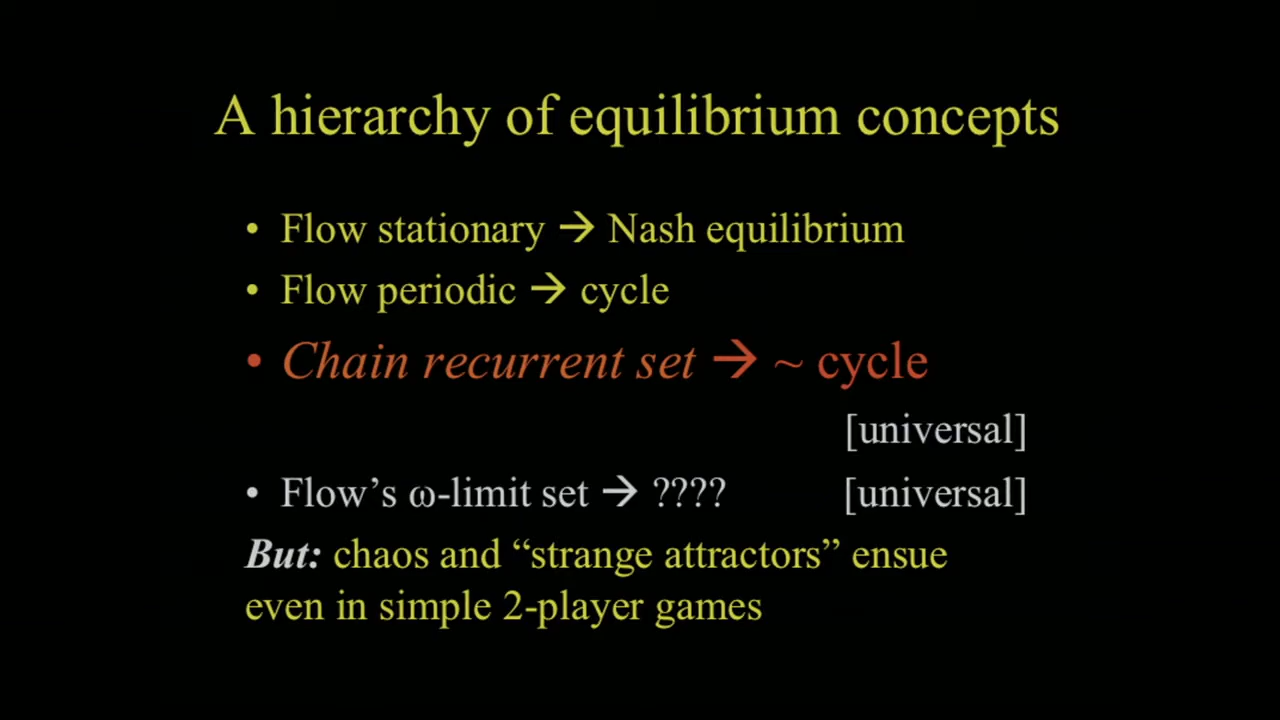 A hierarchy of equilibrium concepts
• Flow stationary → Nash equilibrium
• Flow periodic → cycle
• Chain recurrent set → ~ cycle
[universal]
• Flow’s ω-limit set → ???? [universal]
But: chaos and “strange attractors” ensue
even in simple 2-player games